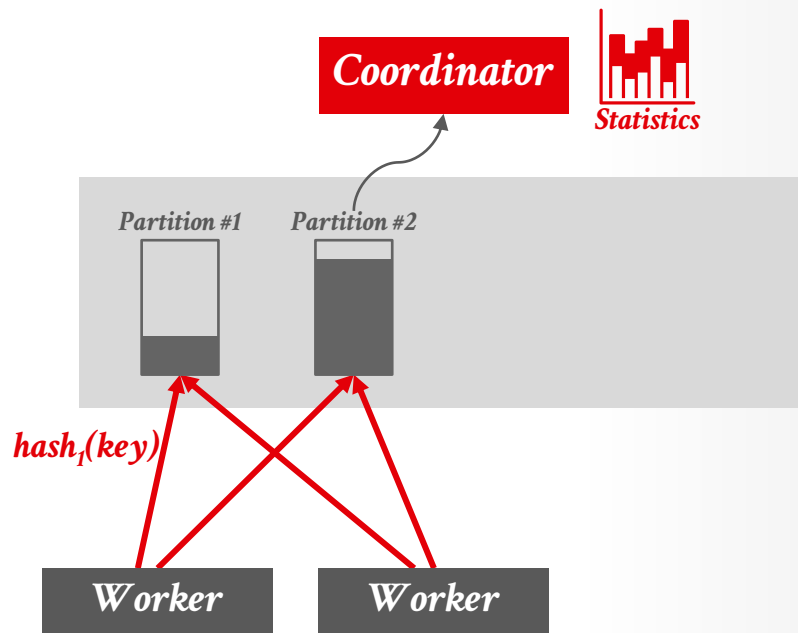 Coordinator
Statistics
Partition #1
Partition #2
hash₁(key)
Worker
Worker